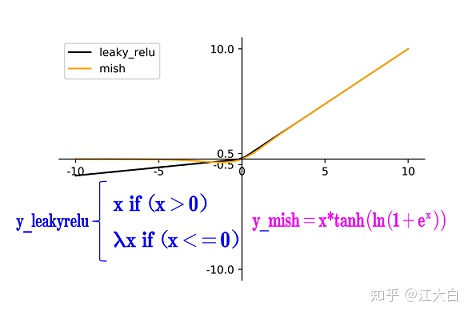 leaky_relu
mish
10.0
0.5
-0.5
-10
-5
0
5
10
y_leakyrelu
x if (x>0)
λx if (x<=0)
y_mish=x*tanh(ln(1+eˣ))
-10.0
知乎 @江大白